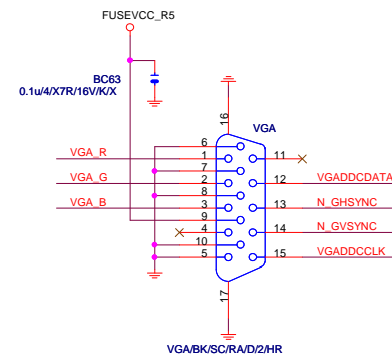 FUSEVCC_R5
BC63
0.1u/4/X7R/16V/K/X
16
VGA
6
VGA_R 1 11
7
VGA_G 2 12 VGADDCDATA
8
VGA_B 3 13 N_GHSYNC
9
4 14 N_GVSYNC
10
5 15 VGADDCCLK
17
VGA/BK/SC/RA/D/2/HR